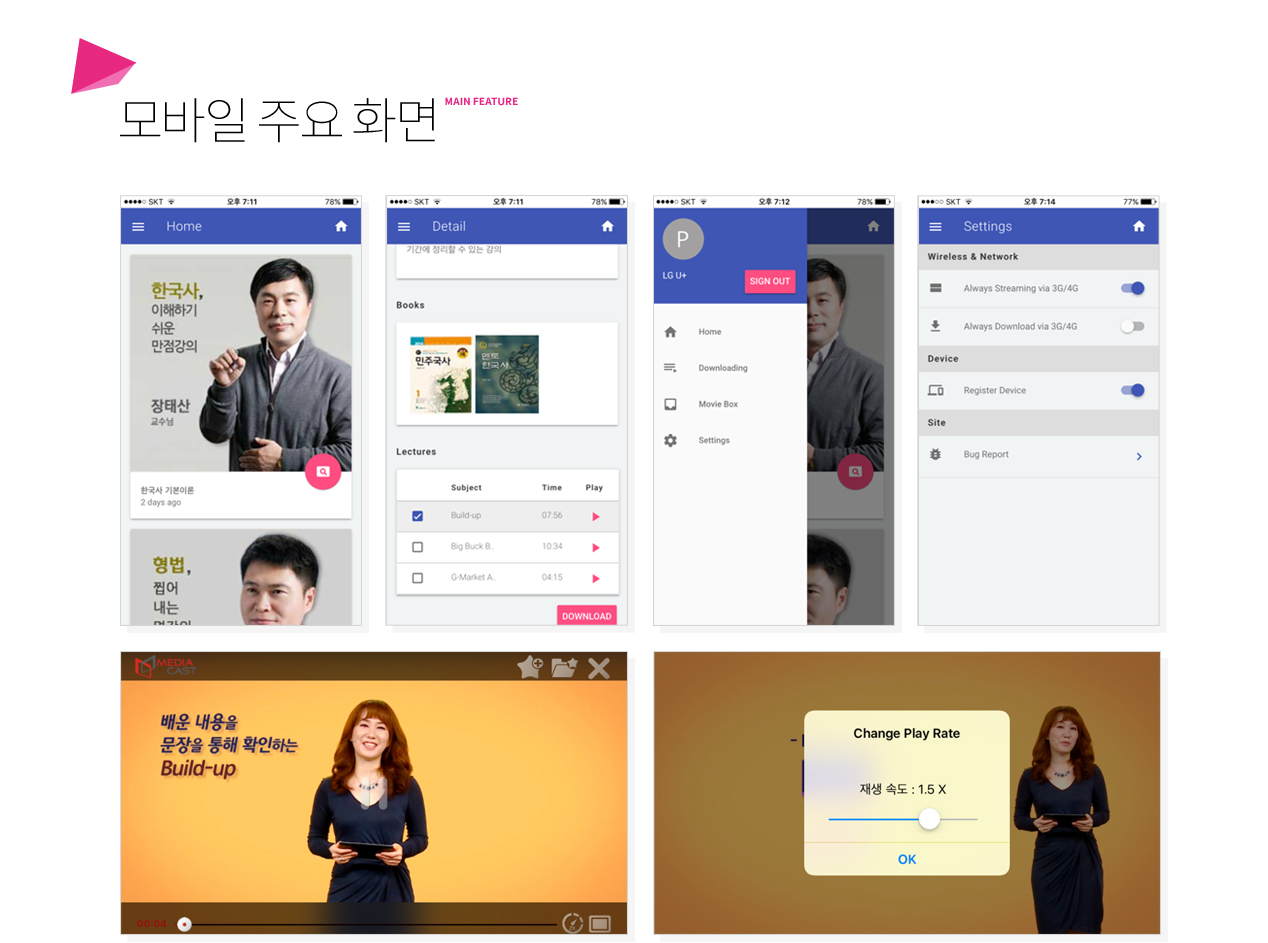 모바일 주요 화면 MAIN FEATURE
SKT 오후 7:11 78%
Home
한국사,
이해하기
쉬운
만점강의
장태산
교수님
한국사 기본이론
2 days ago
형법,
찝어
내는
SKT 오후 7:11 78%
Detail
기간에 정리할 수 있는 강의
Books
민주국사
1
멘토
한국사
Lectures
Subject Time Play
Build-up 07:56
Big Buck B.. 10:34
G-Market A.. 04:15
DOWNLOAD
SKT 오후 7:12 78%
P
LG U+
SIGN OUT
Home
Downloading
Movie Box
Settings
SKT 오후 7:14 77%
Settings
Wireless & Network
Always Streaming via 3G/4G
Always Download via 3G/4G
Device
Register Device
Site
Bug Report
MEDIA
CAST
배운 내용을
문장을 통해 확인하는
Build-up
00:04
Change Play Rate
재생 속도 : 1.5 X
OK